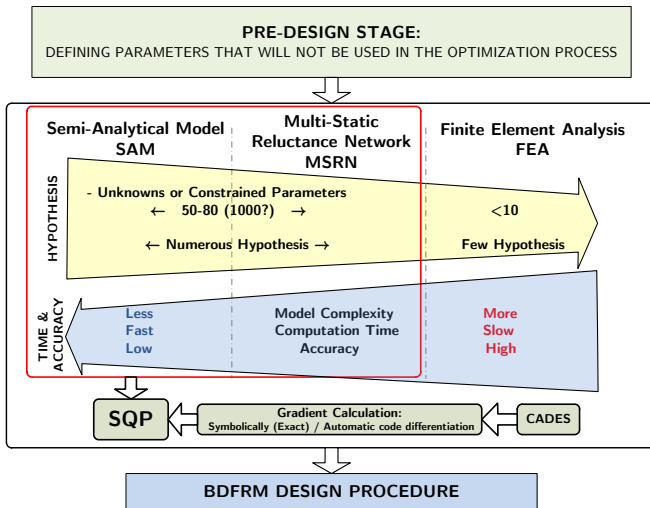 PRE-DESIGN STAGE:
DEFINING PARAMETERS THAT WILL NOT BE USED IN THE OPTIMIZATION PROCESS
Semi-Analytical Model
SAM
Multi-Static
Reluctance Network
MSRN
Finite Element Analysis
FEA
HYPOTHESIS
- Unknowns or Constrained Parameters
← 50-80 (1000?) →
<10
← Numerous Hypothesis →
Few Hypothesis
TIME &
ACCURACY
Less
Model Complexity
More
Fast
Computation Time
Slow
Low
Accuracy
High
SQP
Gradient Calculation:
Symbolically (Exact) / Automatic code differentiation
CADES
BDFRM DESIGN PROCEDURE